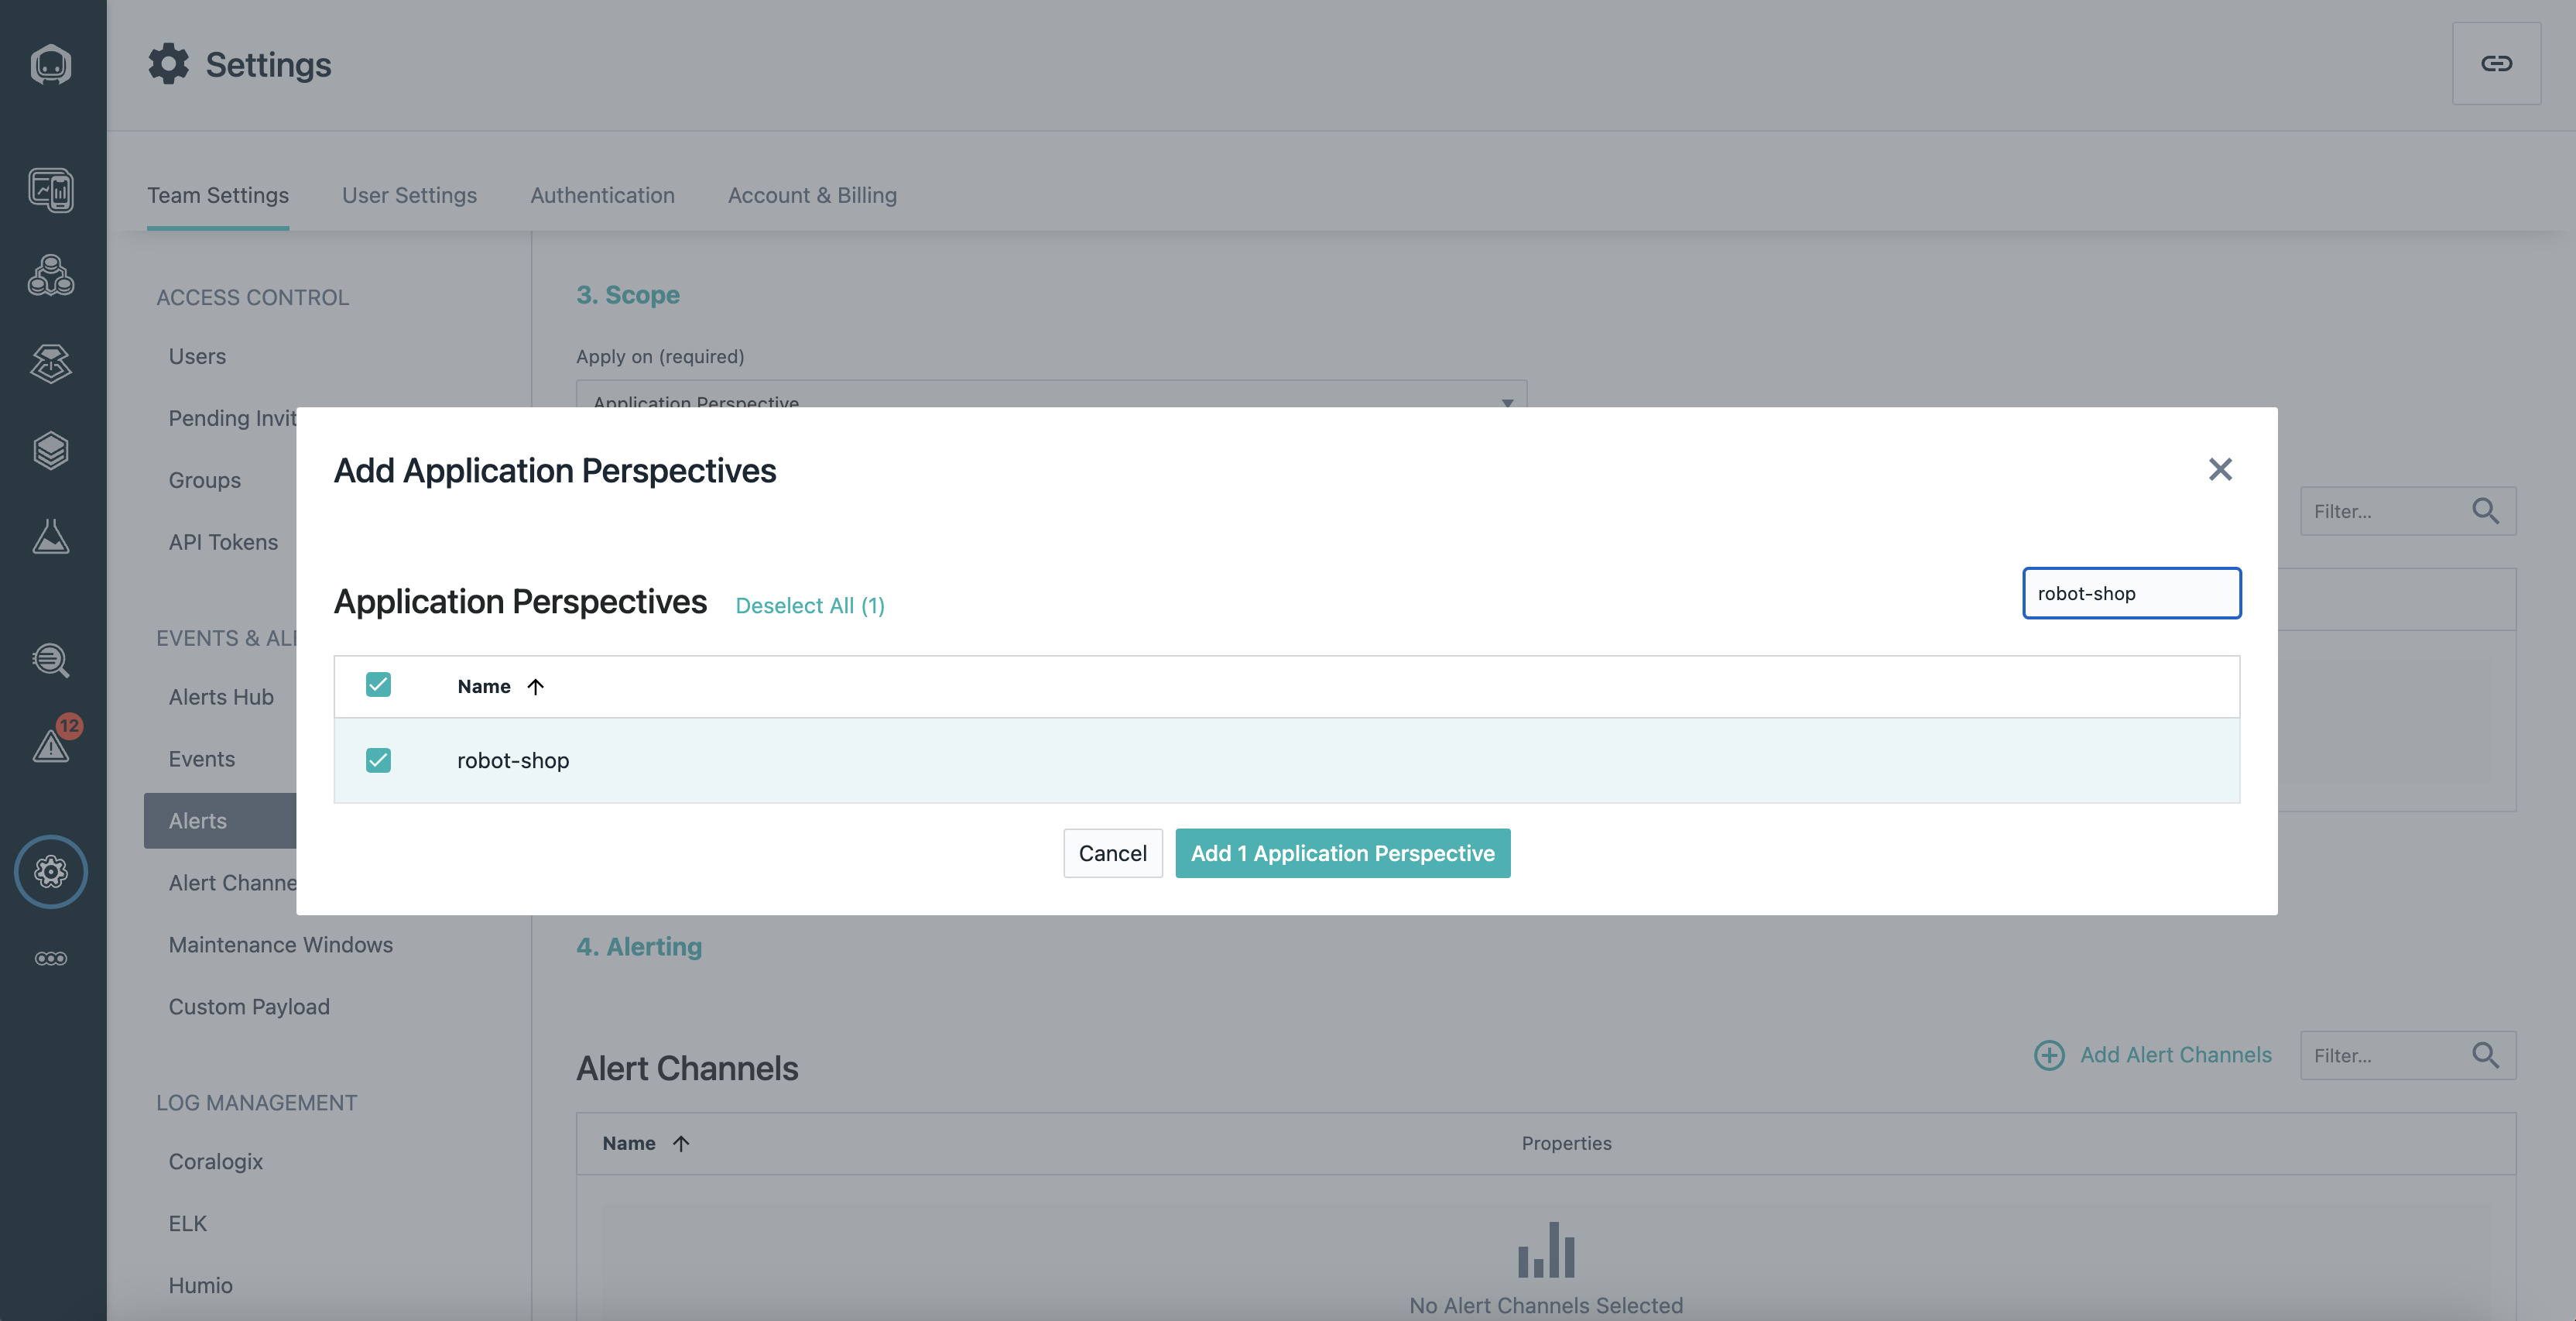 Settings
Team Settings
User Settings
Authentication
Account & Billing
ACCESS CONTROL
Users
Pending Invit
Groups
API Tokens
EVENTS & ALE
Alerts Hub
Events
12
Alerts
Alert Channe
Maintenance Windows
Custom Payload
LOG MANAGEMENT
Coralogix
ELK
Humio
3. Scope
Apply on (required)
Application Perspective
Filter...
Add Application Perspectives
Application Perspectives
Deselect All (1)
robot-shop
Name
robot-shop
Cancel
Add 1 Application Perspective
4. Alerting
Alert Channels
Add Alert Channels
Filter...
Name
Properties
No Alert Channels Selected